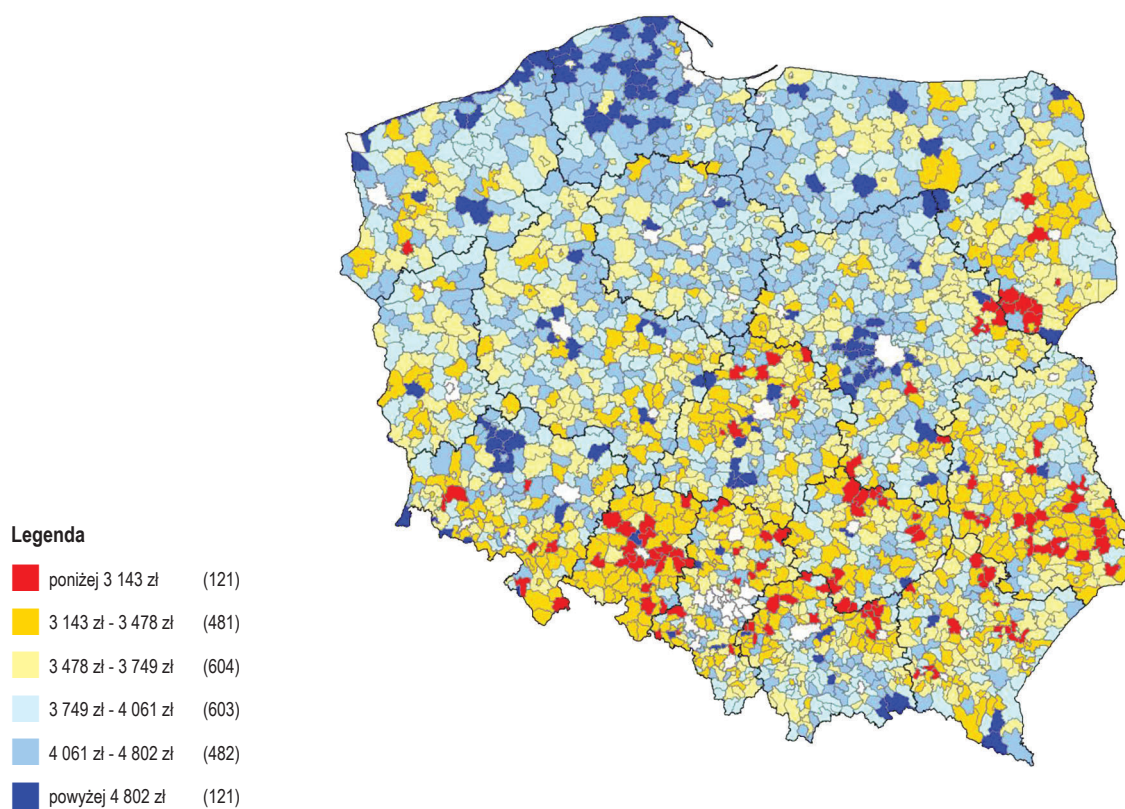 Legenda
poniżej 3 143 zł (121)
3 143 zł - 3 478 zł (481)
3 478 zł - 3 749 zł (604)
3 749 zł - 4 061 zł (603)
4 061 zł - 4 802 zł (482)
powyżej 4 802 zł (121)